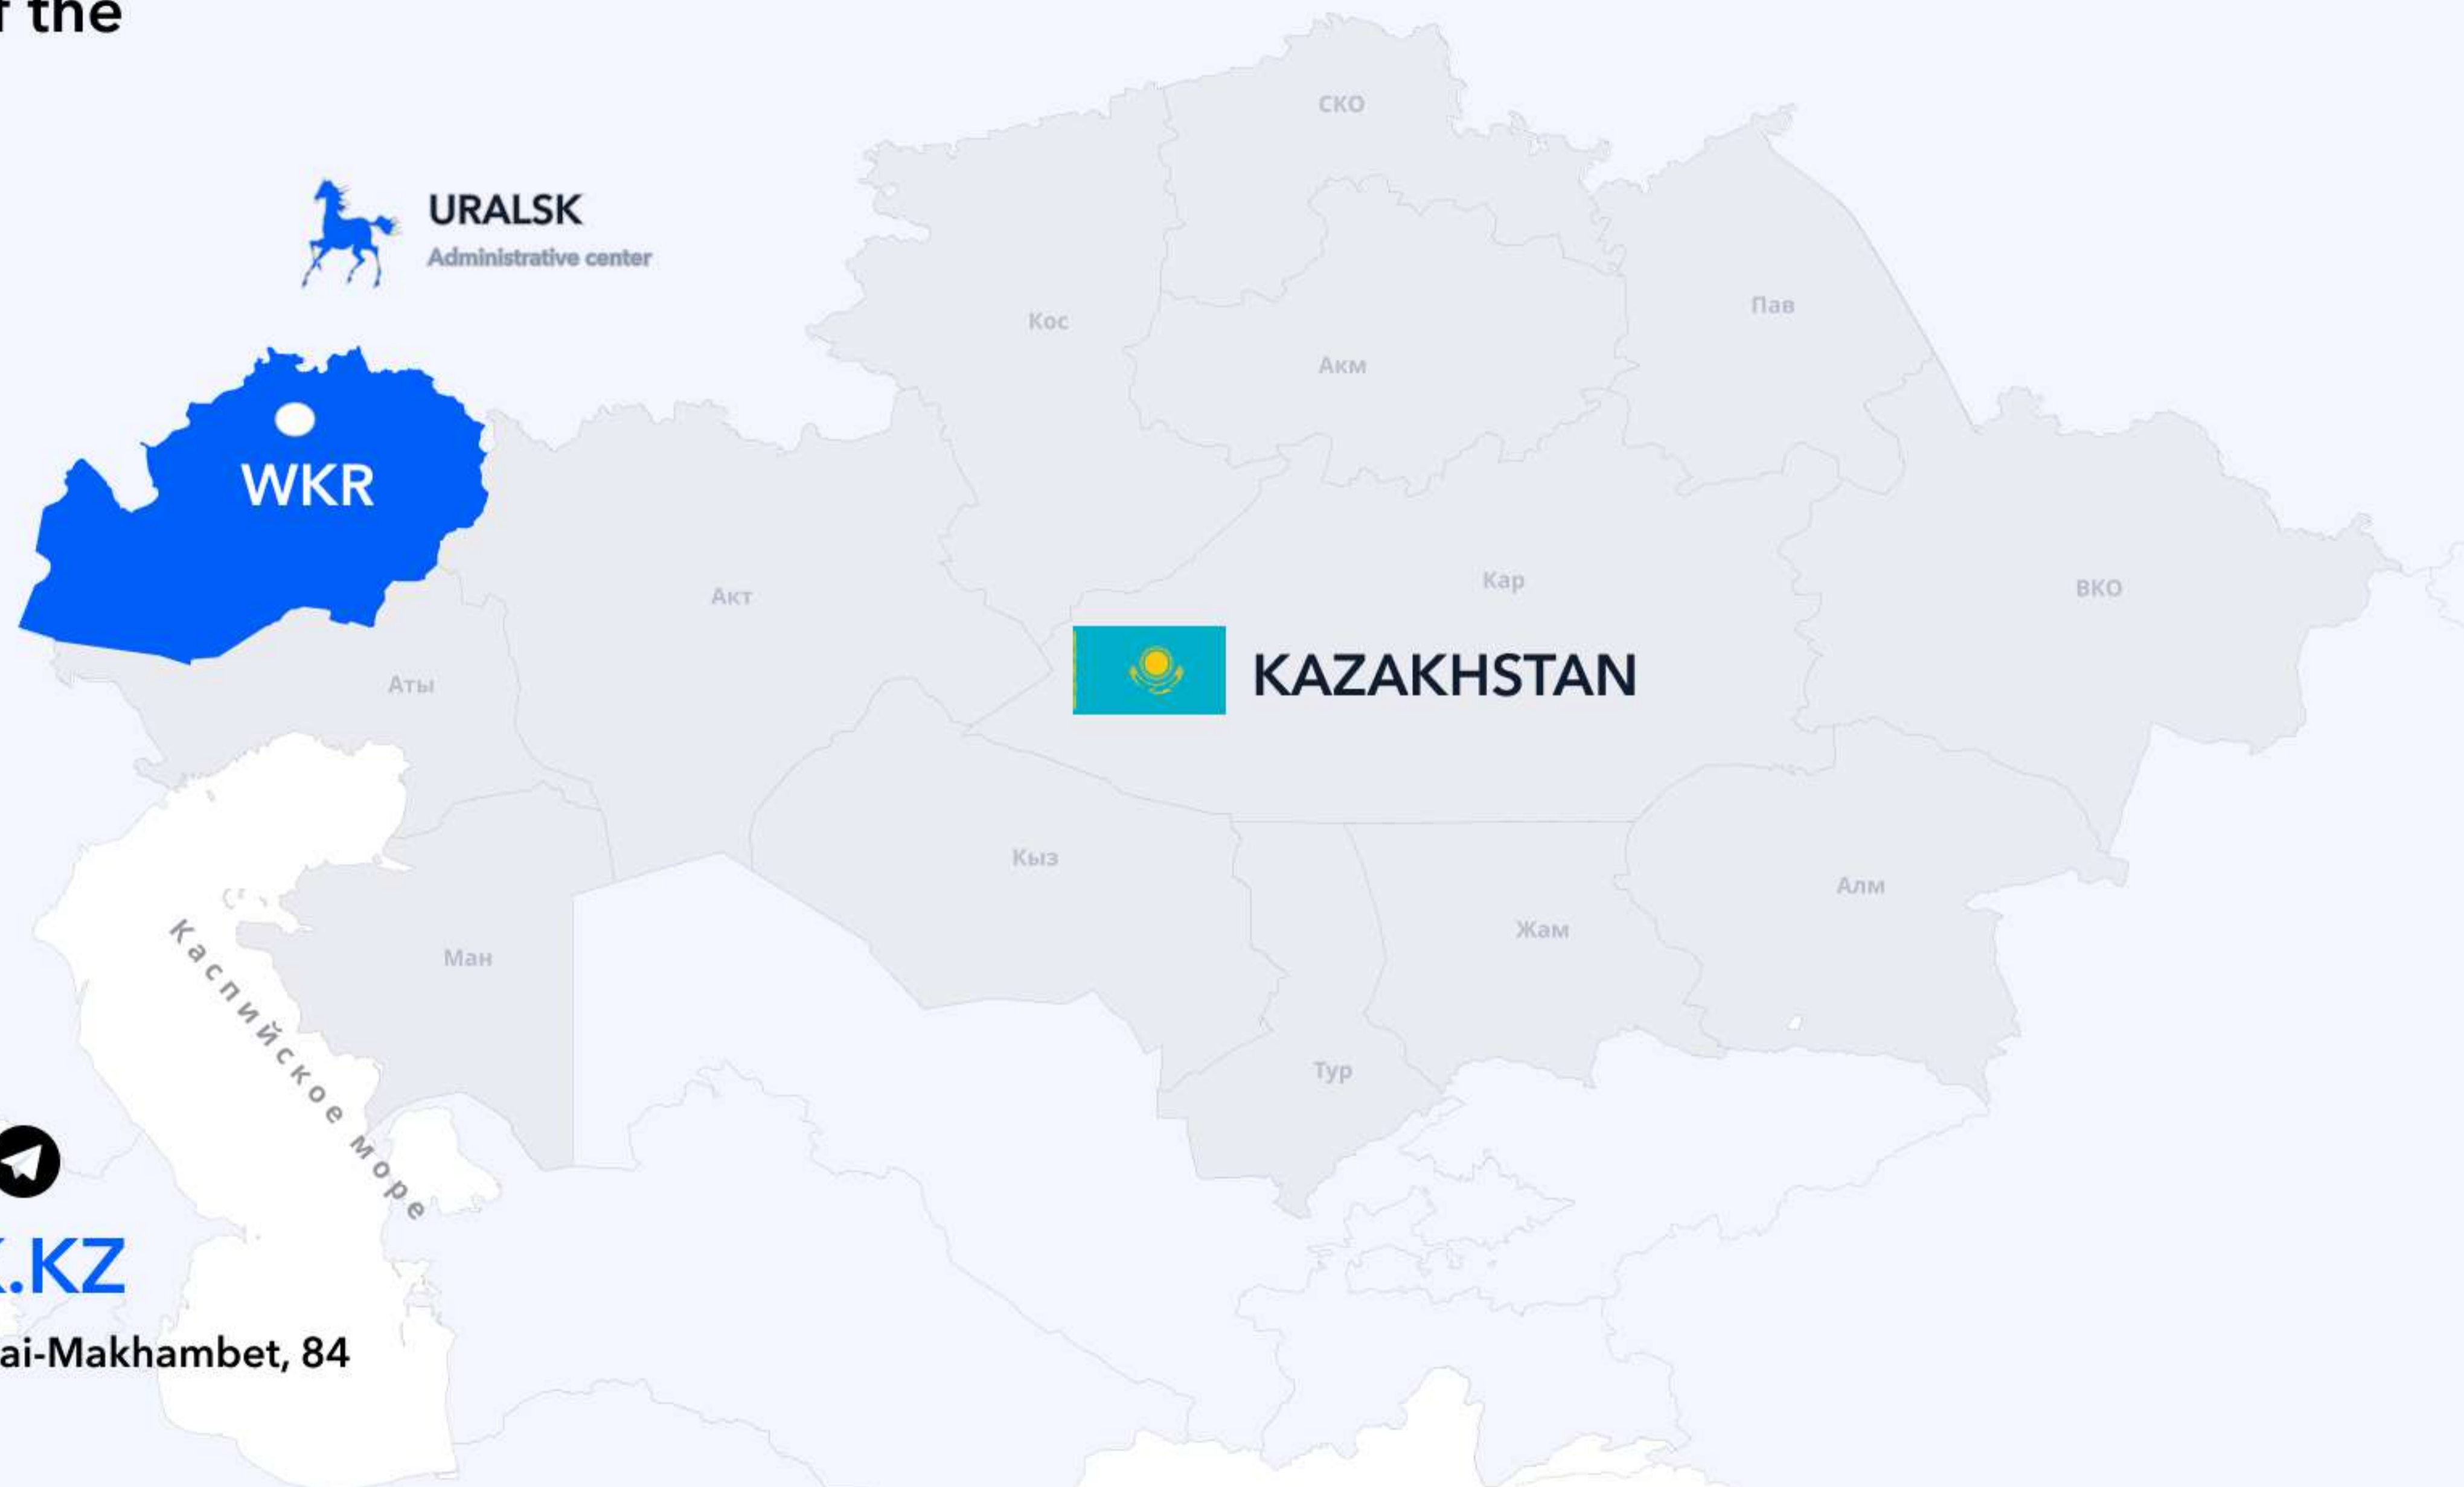 the
СКО
URALSK
Administrative center
Кос
Пав
Акм
WKR
Акт
Кар
ВКО
KAZAKHSTAN
Аты
Кыз
Алм
Жам
Ман
Каспийское море
Тур
.KZ
ai-Makhambet, 84